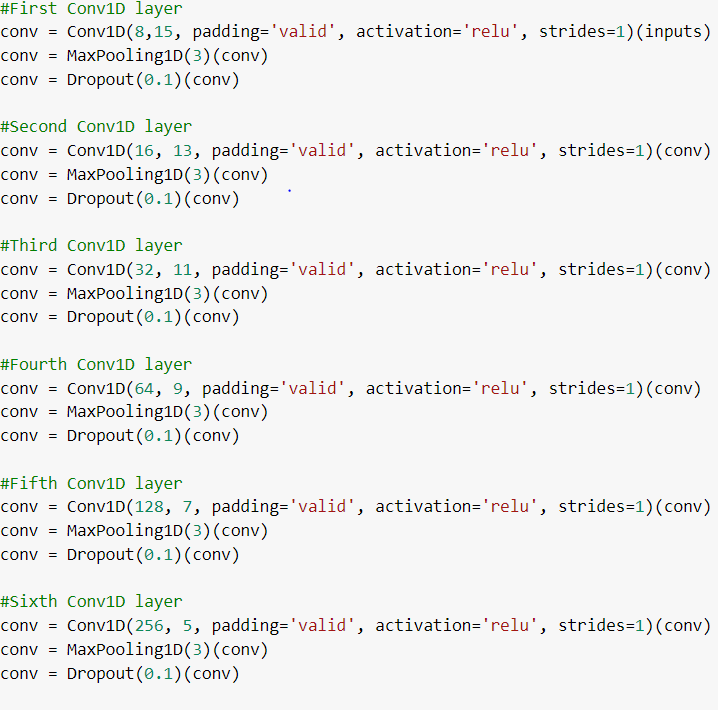 #First Conv1D layer
conv = Conv1D(8,15, padding='valid', activation='relu', strides=1)(inputs)
conv = MaxPooling1D(3)(conv)
conv = Dropout(0.1)(conv)
#Second Conv1D layer
conv = Conv1D(16, 13, padding='valid', activation='relu', strides=1)(conv)
conv = MaxPooling1D(3)(conv)
conv = Dropout(0.1)(conv)
#Third Conv1D layer
conv = Conv1D(32, 11, padding='valid', activation='relu', strides=1)(conv)
conv = MaxPooling1D(3)(conv)
conv = Dropout(0.1)(conv)
#Fourth Conv1D layer
conv = Conv1D(64, 9, padding='valid', activation='relu', strides=1)(conv)
conv = MaxPooling1D(3)(conv)
conv = Dropout(0.1)(conv)
#Fifth Conv1D layer
conv = Conv1D(128, 7, padding='valid', activation='relu', strides=1)(conv)
conv = MaxPooling1D(3)(conv)
conv = Dropout(0.1)(conv)
#Sixth Conv1D layer
conv = Conv1D(256, 5, padding='valid', activation='relu', strides=1)(conv)
conv = MaxPooling1D(3)(conv)
conv = Dropout(0.1)(conv)